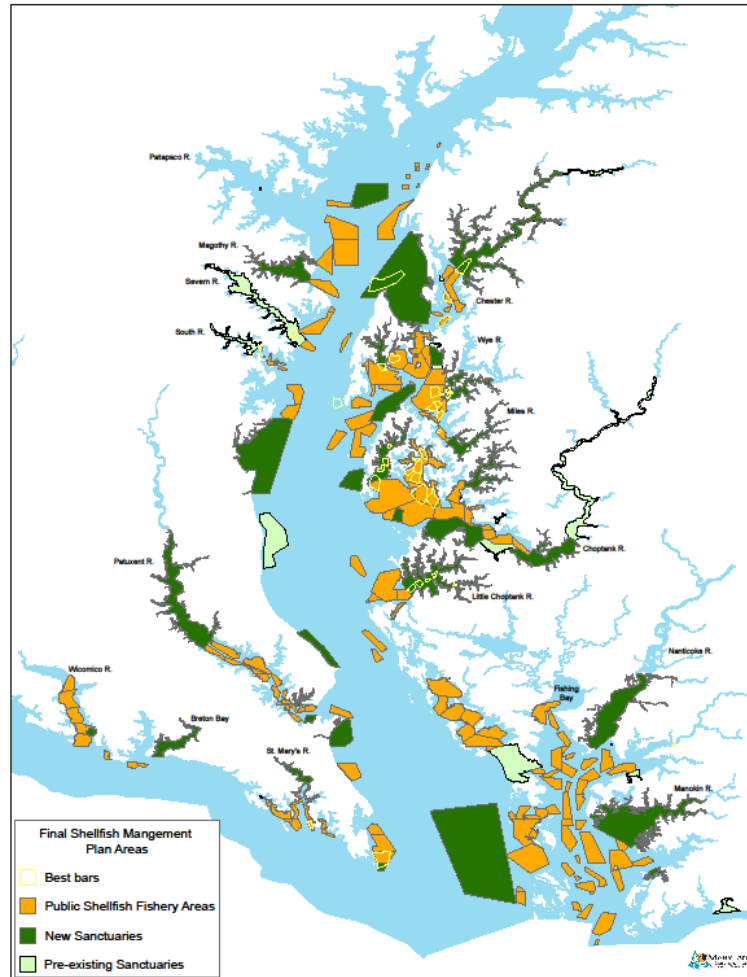 Patapsco R.
Magothy R.
Severn R.
South R.
Chester R.
Wye R.
Miles R.
Choptank R.
Patuxent R.
Little Choptank R.
Nanticoke R.
Wicomico R.
Fishing
Bay
Breton Bay
St. Mary's R.
Manokin R.
Final Shellfish Mangement
Plan Areas
Best bars
Public Shellfish Fishery Areas
New Sanctuaries
Pre-existing Sanctuaries